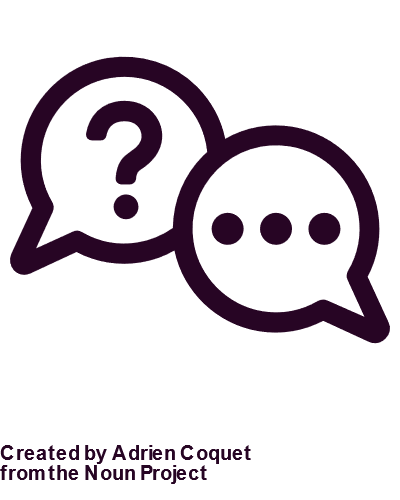 ?
Created by Adrien Coquet
from the Noun Project